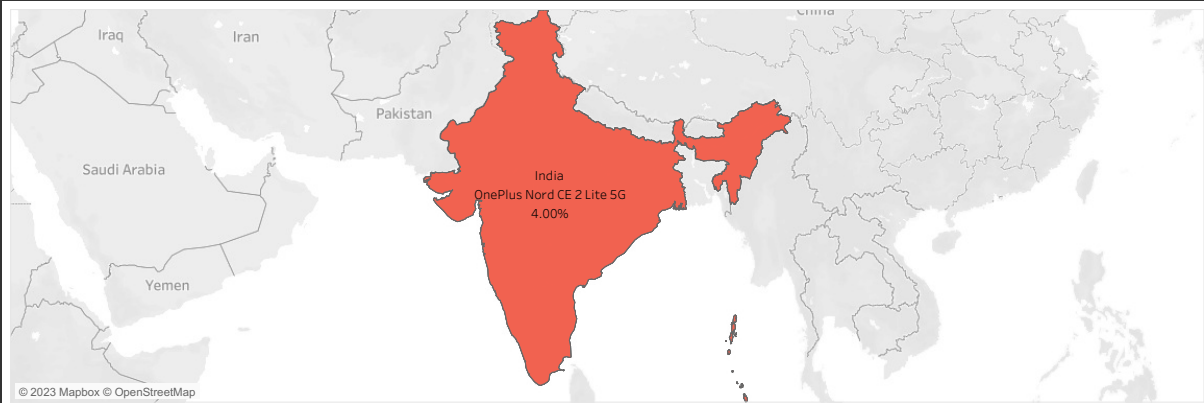 China
Iraq
Iran
Pakistan
Saudi Arabia
India
OnePlus Nord CE 2 Lite 5G
4.00%
Yemen
© 2023 Mapbox © OpenStreetMap